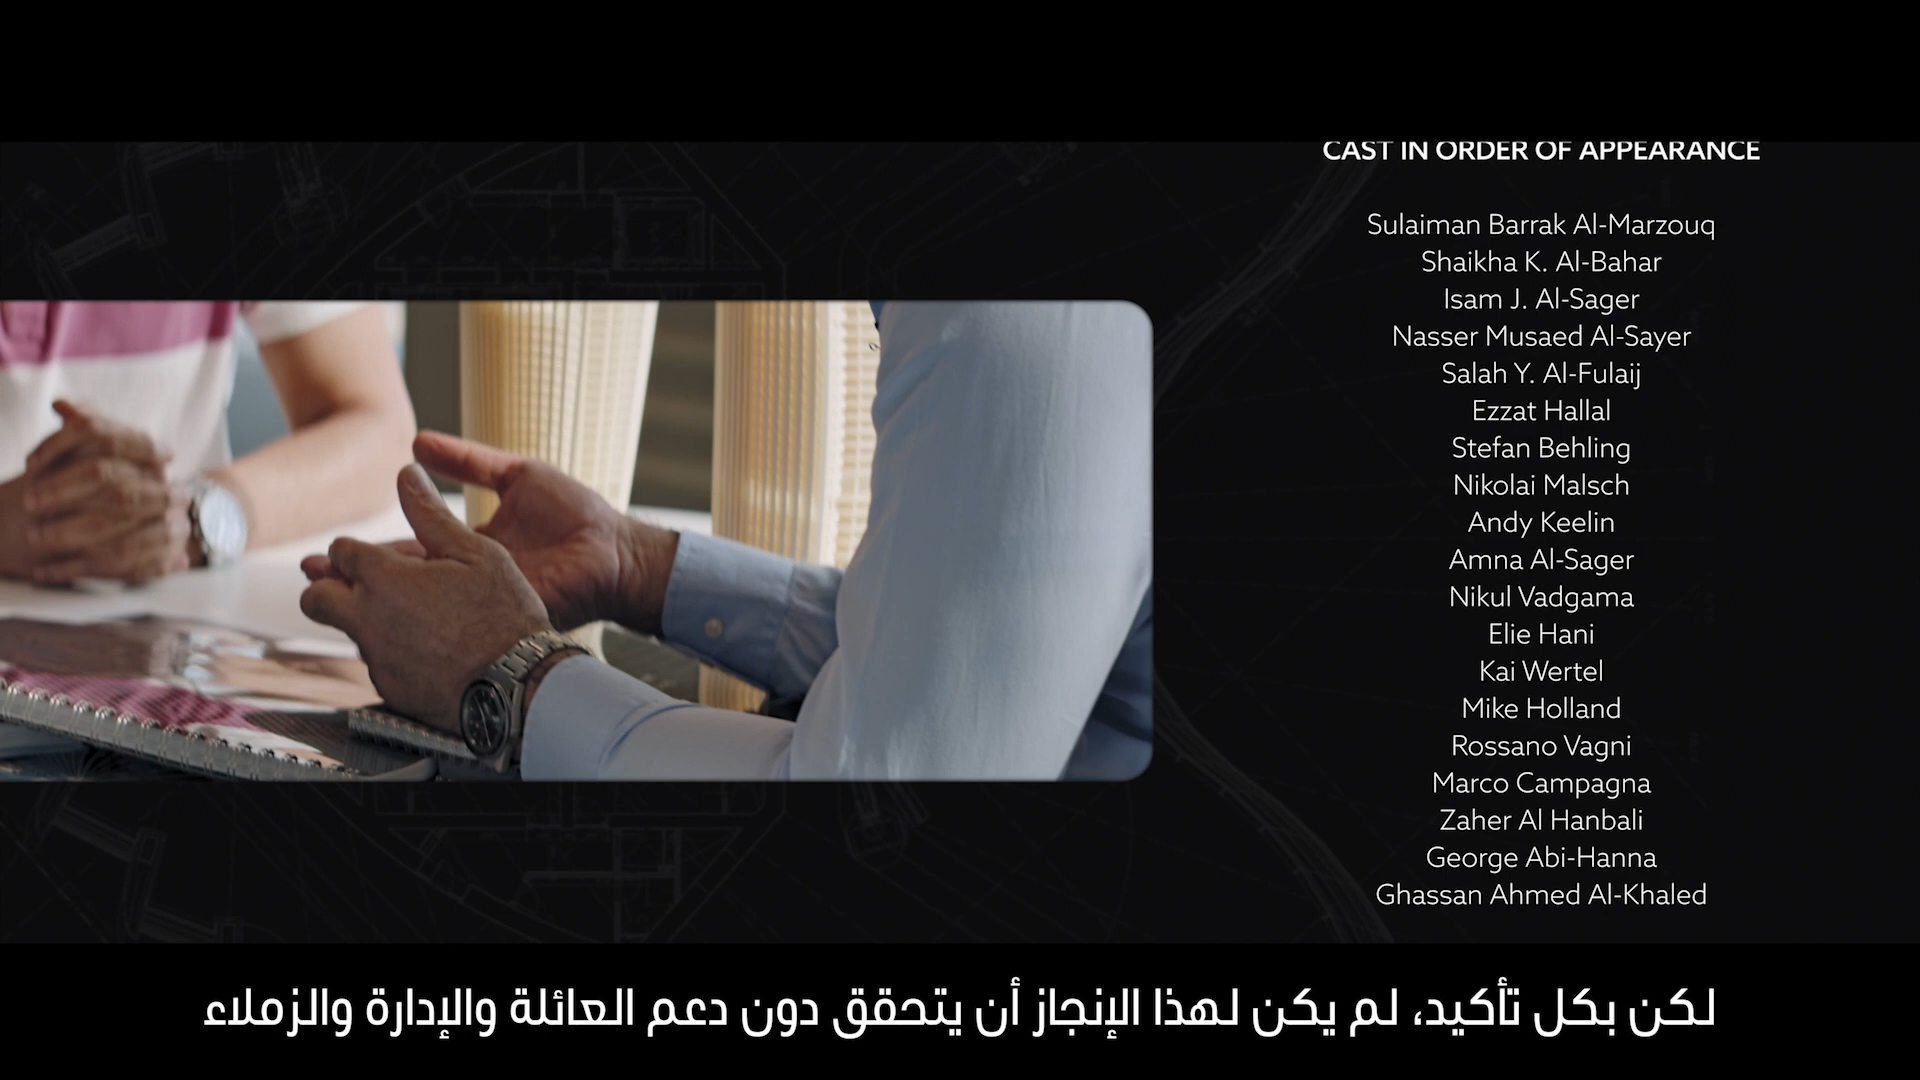 CAST IN ORDER OF APPEARANCE
Sulaiman Barrak Al-Marzouq
Shaikha K. Al-Bahar
Isam J. Al-Sager
Nasser Musaed Al-Sayer
Salah Y. Al-Fulaij
Ezzat Hallal
Stefan Behling
Nikolai Malsch
Andy Keelin
Amna Al-Sager
Nikul Vadgama
Elie Hani
Kai Wertel
Mike Holland
Rossano Vagni
Marco Campagna
Zaher Al Hanbali
George Abi-Hanna
Ghassan Ahmed Al-Khaled
لكن بكل تأكيد، لم يكن لهذا الإنجاز أن يتحقق دون دعم العائلة والإدارة والزملاء